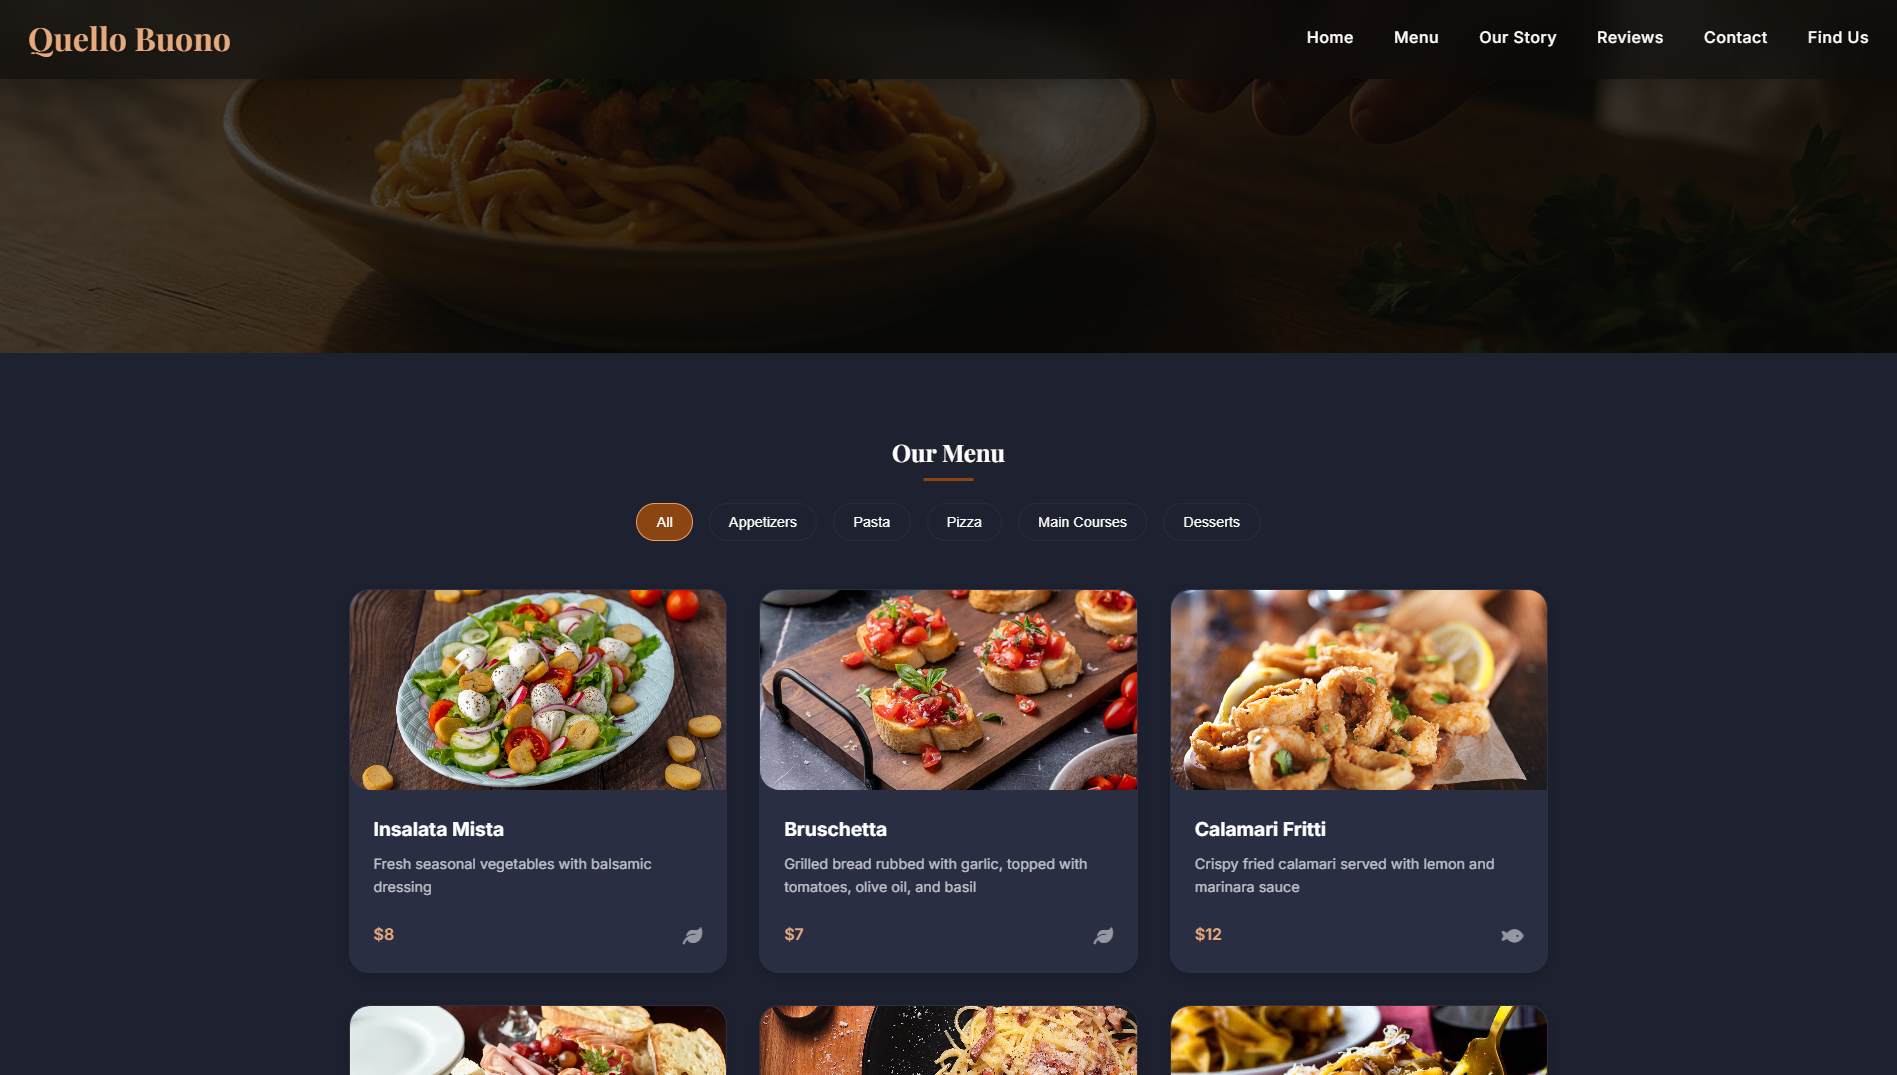 Quello Buono
Home Menu Our Story Reviews Contact Find Us
Our Menu
All Appetizers Pasta Pizza Main Courses Desserts
Insalata Mista
Fresh seasonal vegetables with balsamic
dressing
$8
Bruschetta
Grilled bread rubbed with garlic, topped with
tomatoes, olive oil, and basil
$7
Calamari Fritti
Crispy fried calamari served with lemon and
marinara sauce
$12